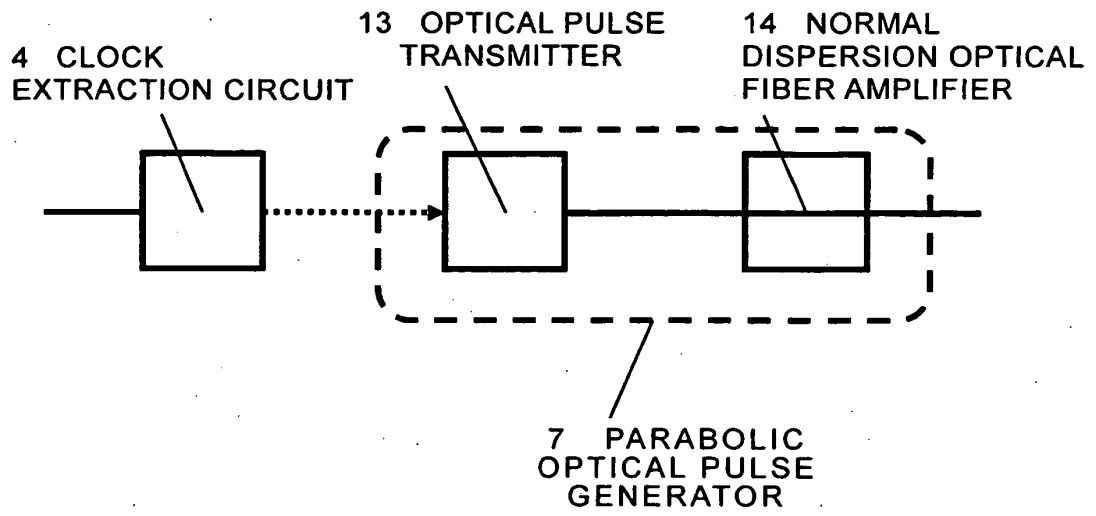 4 CLOCK
EXTRACTION CIRCUIT
13 OPTICAL PULSE
TRANSMITTER
14 NORMAL
DISPERSION OPTICAL
FIBER AMPLIFIER
7 PARABOLIC
OPTICAL PULSE
GENERATOR